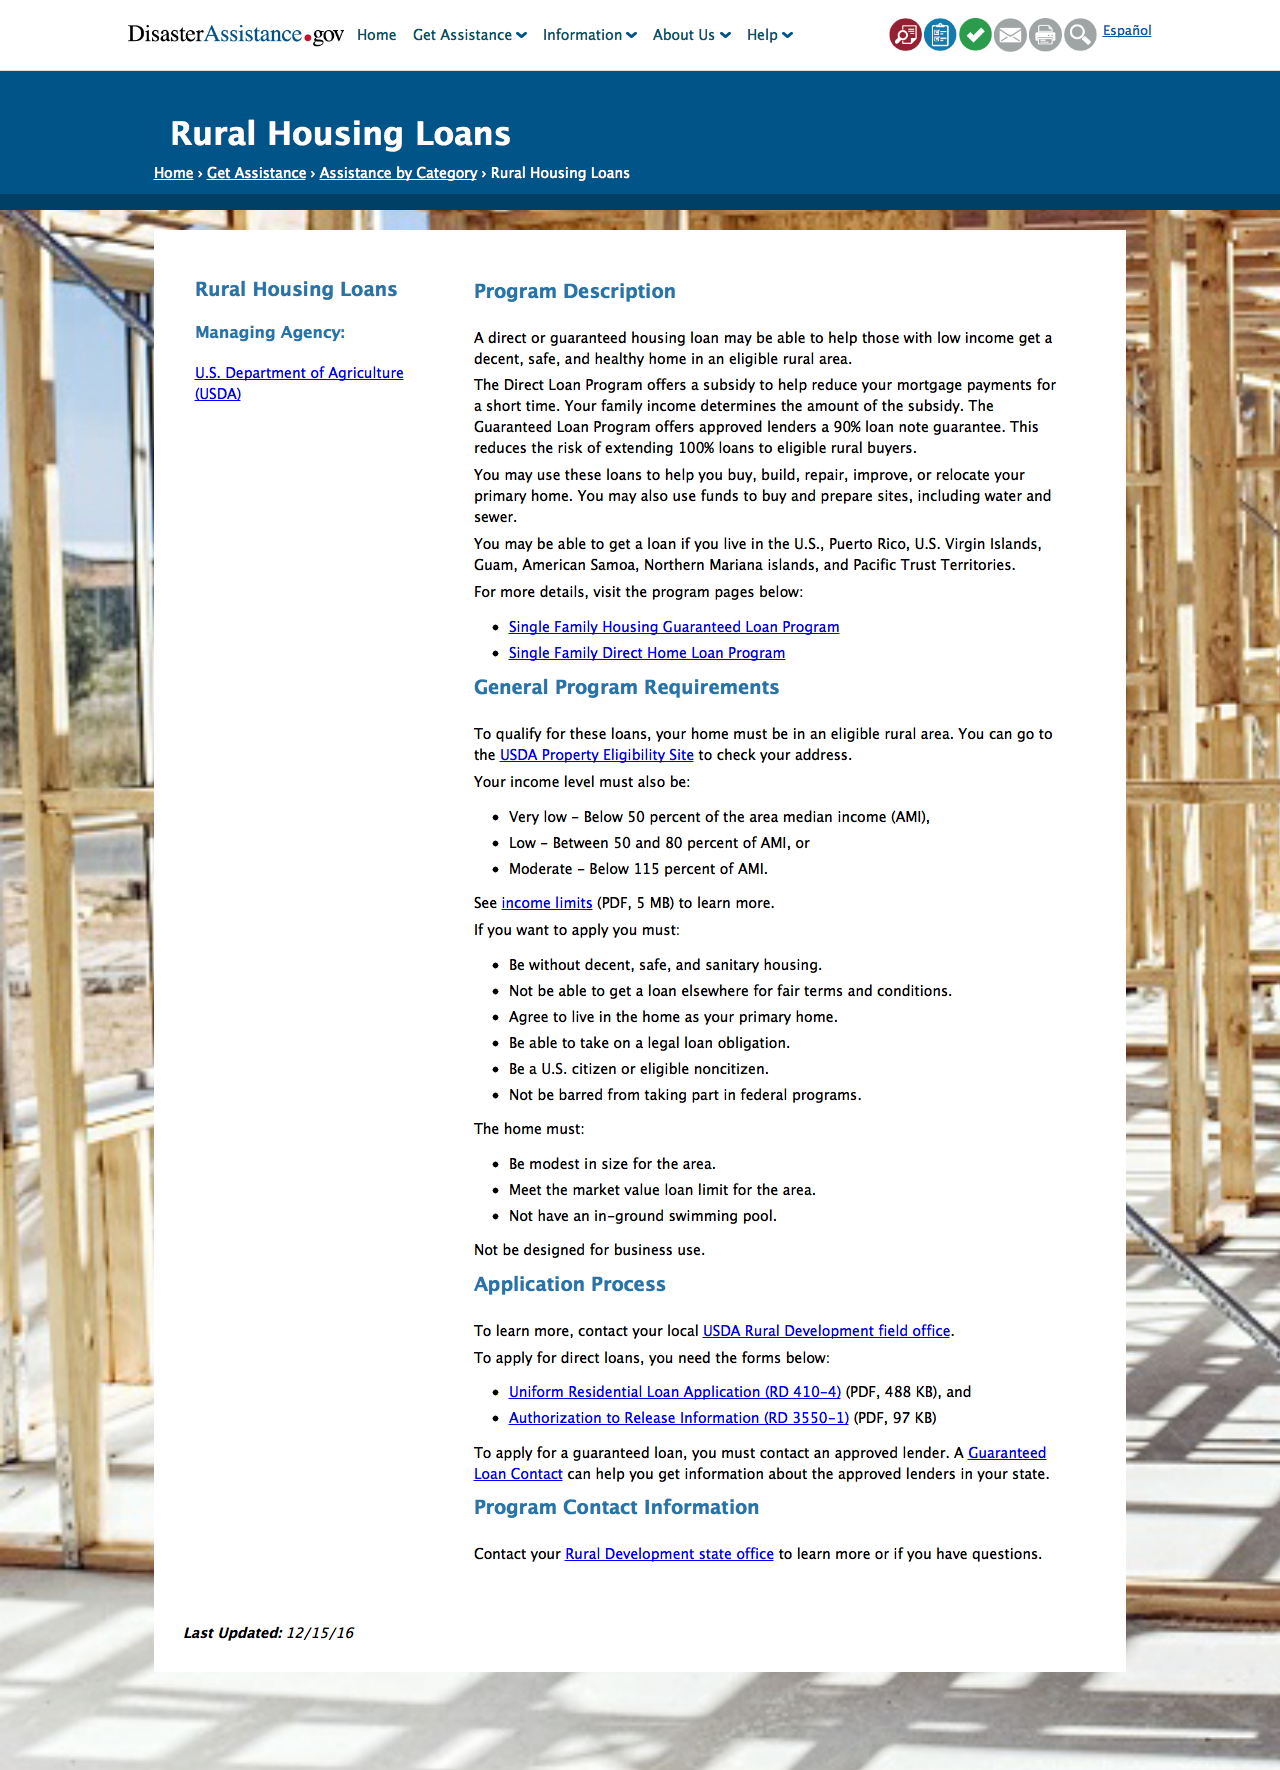 DisasterAssistance.gov Home Get Assistance Information About Us Help Español
Rural Housing Loans
Home › Get Assistance › Assistance by Category › Rural Housing Loans
Rural Housing Loans
Managing Agency:
U.S. Department of Agriculture
(USDA)
Program Description
A direct or guaranteed housing loan may be able to help those with low income get a
decent, safe, and healthy home in an eligible rural area.
The Direct Loan Program offers a subsidy to help reduce your mortgage payments for
a short time. Your family income determines the amount of the subsidy. The
Guaranteed Loan Program offers approved lenders a 90% loan note guarantee. This
reduces the risk of extending 100% loans to eligible rural buyers.
You may use these loans to help you buy, build, repair, improve, or relocate your
primary home. You may also use funds to buy and prepare sites, including water and
sewer.
You may be able to get a loan if you live in the U.S., Puerto Rico, U.S. Virgin Islands,
Guam, American Samoa, Northern Mariana islands, and Pacific Trust Territories.
For more details, visit the program pages below:
• Single Family Housing Guaranteed Loan Program
• Single Family Direct Home Loan Program
General Program Requirements
To qualify for these loans, your home must be in an eligible rural area. You can go to
the USDA Property Eligibility Site to check your address.
Your income level must also be:
• Very low – Below 50 percent of the area median income (AMI),
• Low – Between 50 and 80 percent of AMI, or
• Moderate – Below 115 percent of AMI.
See income limits (PDF, 5 MB) to learn more.
If you want to apply you must:
• Be without decent, safe, and sanitary housing.
• Not be able to get a loan elsewhere for fair terms and conditions.
• Agree to live in the home as your primary home.
• Be able to take on a legal loan obligation.
• Be a U.S. citizen or eligible noncitizen.
• Not be barred from taking part in federal programs.
The home must:
• Be modest in size for the area.
• Meet the market value loan limit for the area.
• Not have an in-ground swimming pool.
Not be designed for business use.
Application Process
To learn more, contact your local USDA Rural Development field office.
To apply for direct loans, you need the forms below:
• Uniform Residential Loan Application (RD 410-4) (PDF, 488 KB), and
• Authorization to Release Information (RD 3550-1) (PDF, 97 KB)
To apply for a guaranteed loan, you must contact an approved lender. A Guaranteed
Loan Contact can help you get information about the approved lenders in your state.
Program Contact Information
Contact your Rural Development state office to learn more or if you have questions.
Last Updated: 12/15/16